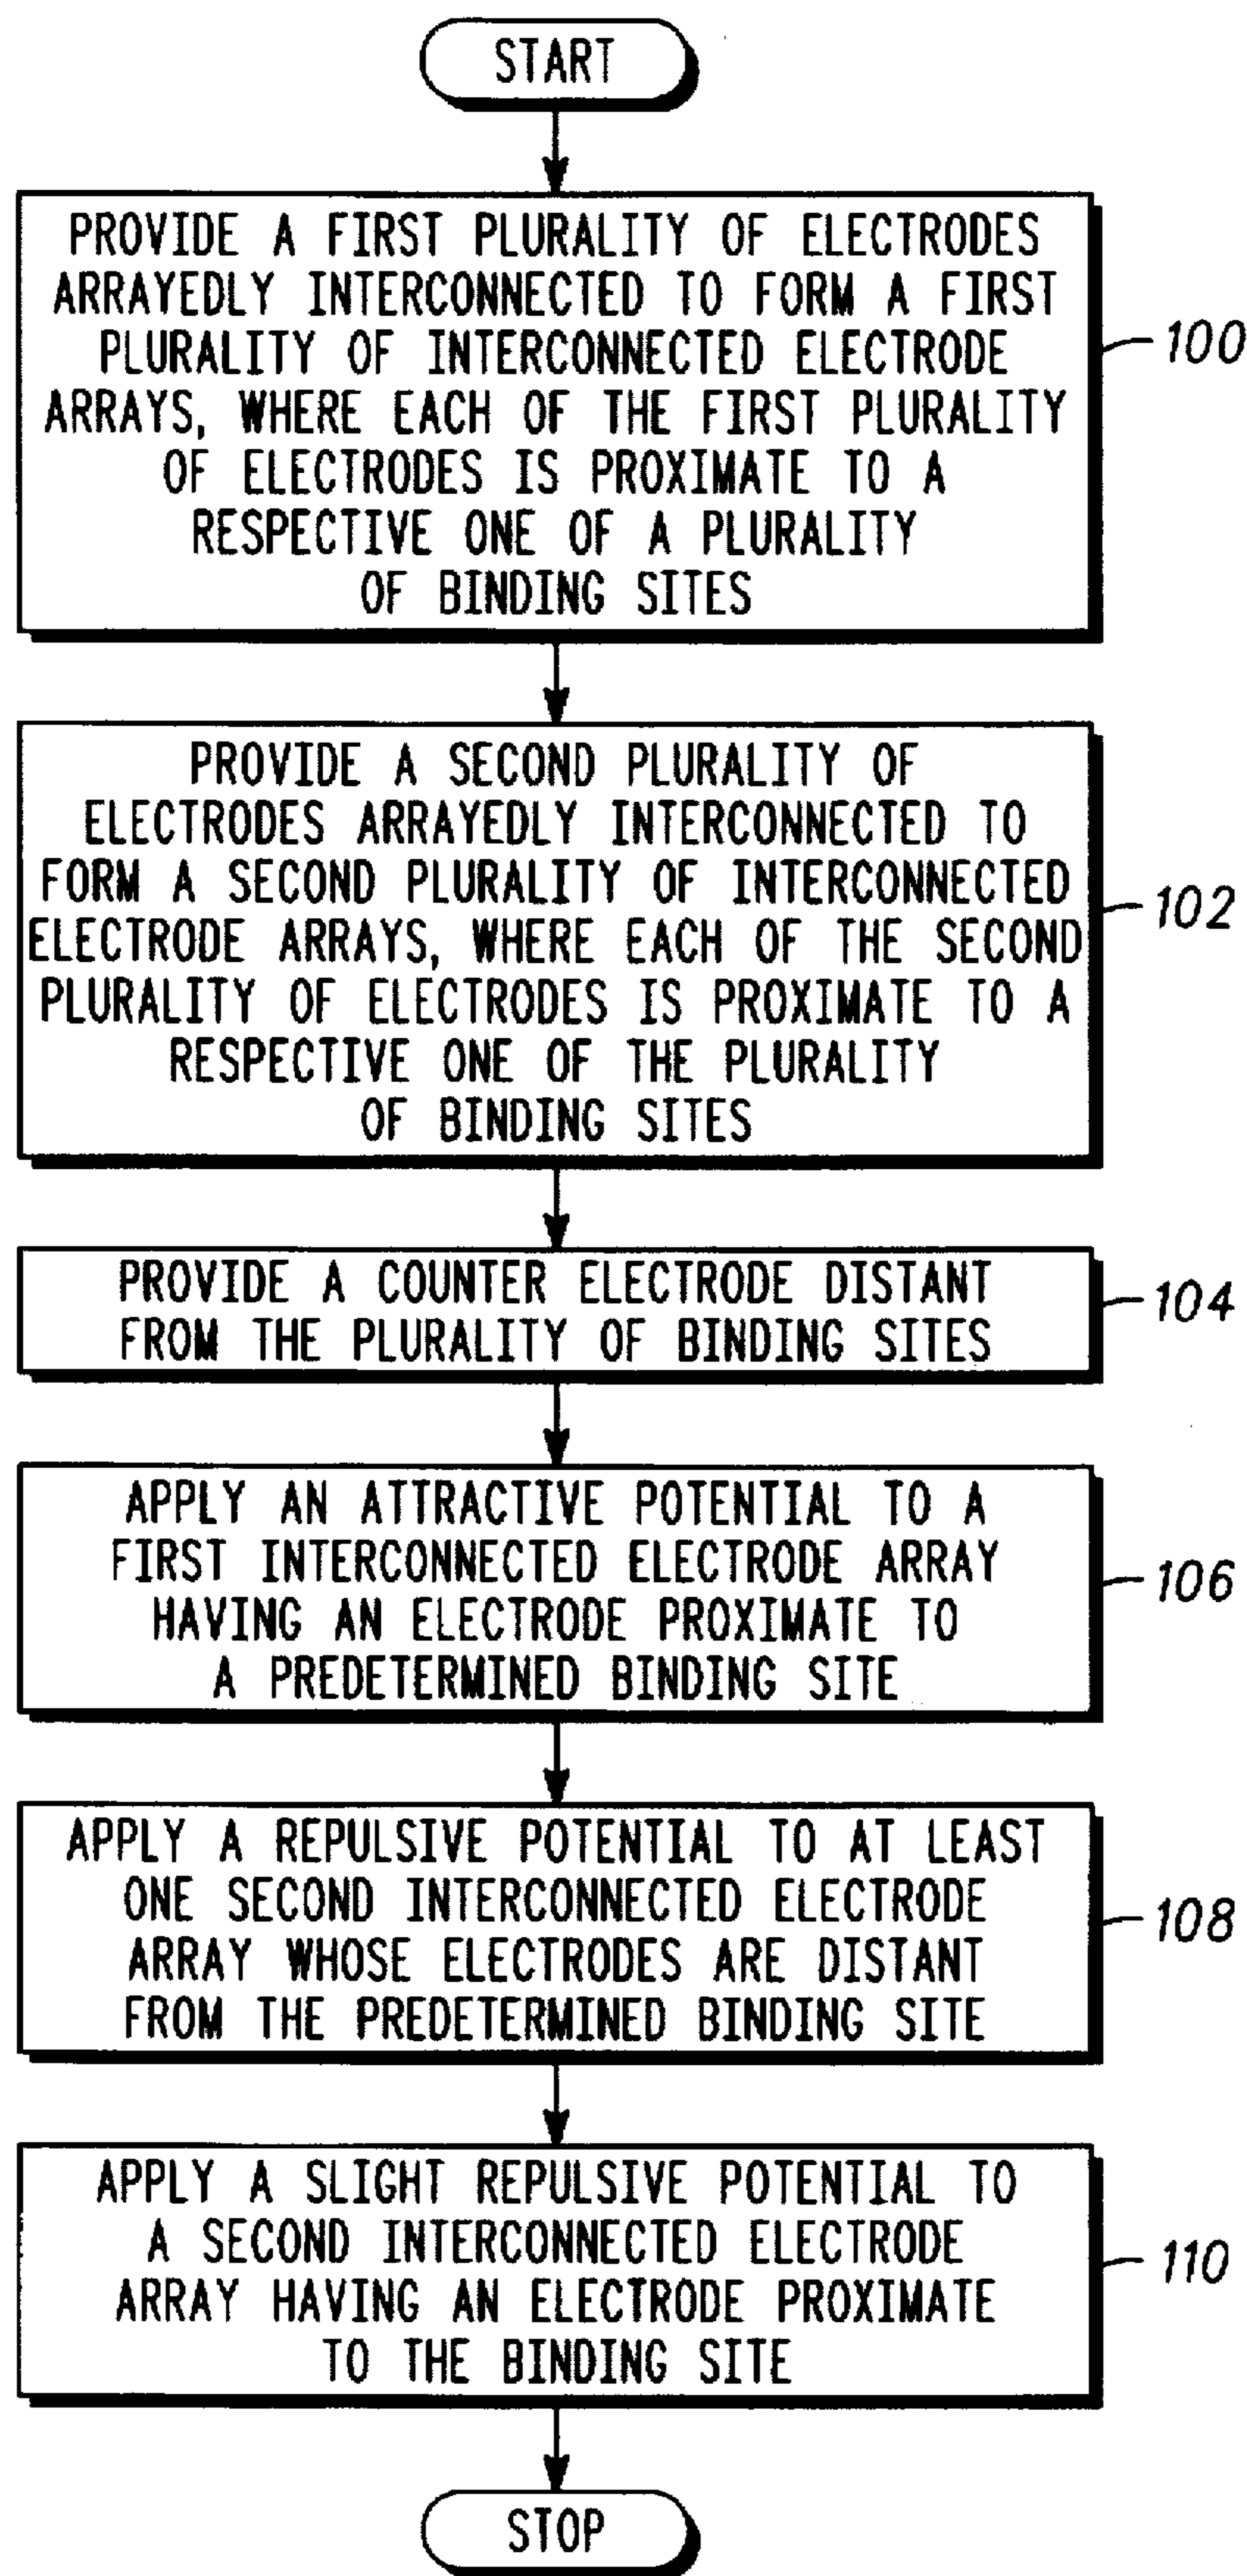 START
PROVIDE A FIRST PLURALITY OF ELECTRODES
ARRAYEDLY INTERCONNECTED TO FORM A FIRST
PLURALITY OF INTERCONNECTED ELECTRODE
ARRAYS, WHERE EACH OF THE FIRST PLURALITY
OF ELECTRODES IS PROXIMATE TO A
RESPECTIVE ONE OF A PLURALITY
OF BINDING SITES
100
PROVIDE A SECOND PLURALITY OF
ELECTRODES ARRAYEDLY INTERCONNECTED TO
FORM A SECOND PLURALITY OF INTERCONNECTED
ELECTRODE ARRAYS, WHERE EACH OF THE SECOND
PLURALITY OF ELECTRODES IS PROXIMATE TO A
RESPECTIVE ONE OF THE PLURALITY
OF BINDING SITES
102
PROVIDE A COUNTER ELECTRODE DISTANT
FROM THE PLURALITY OF BINDING SITES
104
APPLY AN ATTRACTIVE POTENTIAL TO A
FIRST INTERCONNECTED ELECTRODE ARRAY
HAVING AN ELECTRODE PROXIMATE TO
A PREDETERMINED BINDING SITE
106
APPLY A REPULSIVE POTENTIAL TO AT LEAST
ONE SECOND INTERCONNECTED ELECTRODE
ARRAY WHOSE ELECTRODES ARE DISTANT
FROM THE PREDETERMINED BINDING SITE
108
APPLY A SLIGHT REPULSIVE POTENTIAL TO
A SECOND INTERCONNECTED ELECTRODE
ARRAY HAVING AN ELECTRODE PROXIMATE
TO THE BINDING SITE
110
STOP